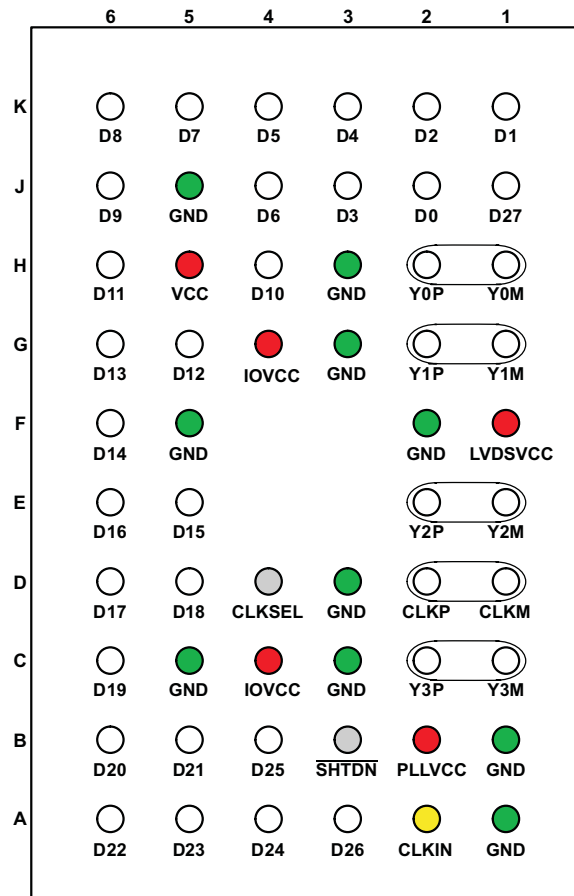 6 5 4 3 2 1
K
D8 D7 D5 D4 D2 D1
J
D9 GND D6 D3 D0 D27
H
D11 VCC D10 GND Y0P Y0M
G
D13 D12 IOVCC GND Y1P Y1M
F
D14 GND GND LVDSVCC
E
D16 D15 Y2P Y2M
D
D17 D18 CLKSEL GND CLKP CLKM
C
D19 GND IOVCC GND Y3P Y3M
B
D20 D21 D25 SHTDN PLLVCC GND
A
D22 D23 D24 D26 CLKIN GND